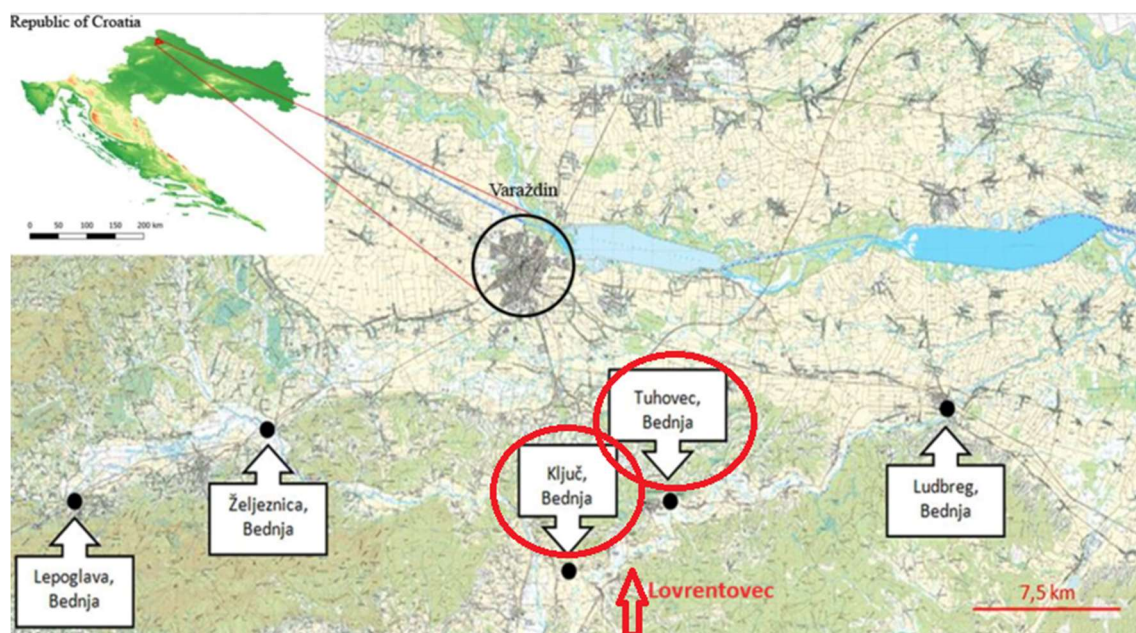 Republic of Croatia
0 50 100 150 200 km
Varaždin
Tuhovec,
Bednja
Ključ,
Bednja
Željeznica,
Bednja
Ludbreg,
Bednja
Lepoglava,
Bednja
Lovrentovec
7,5 km